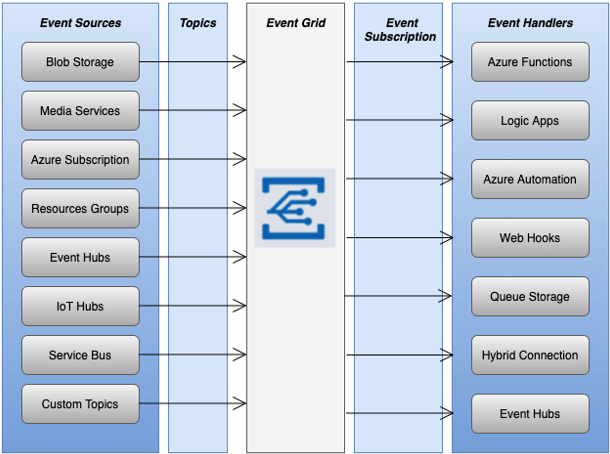 Event Sources
Topics
Event Grid
Event
Subscription
Event Handlers
Blob Storage
Media Services
Azure Subscription
Resources Groups
Event Hubs
IoT Hubs
Service Bus
Custom Topics
Azure Functions
Logic Apps
Azure Automation
Web Hooks
Queue Storage
Hybrid Connection
Event Hubs